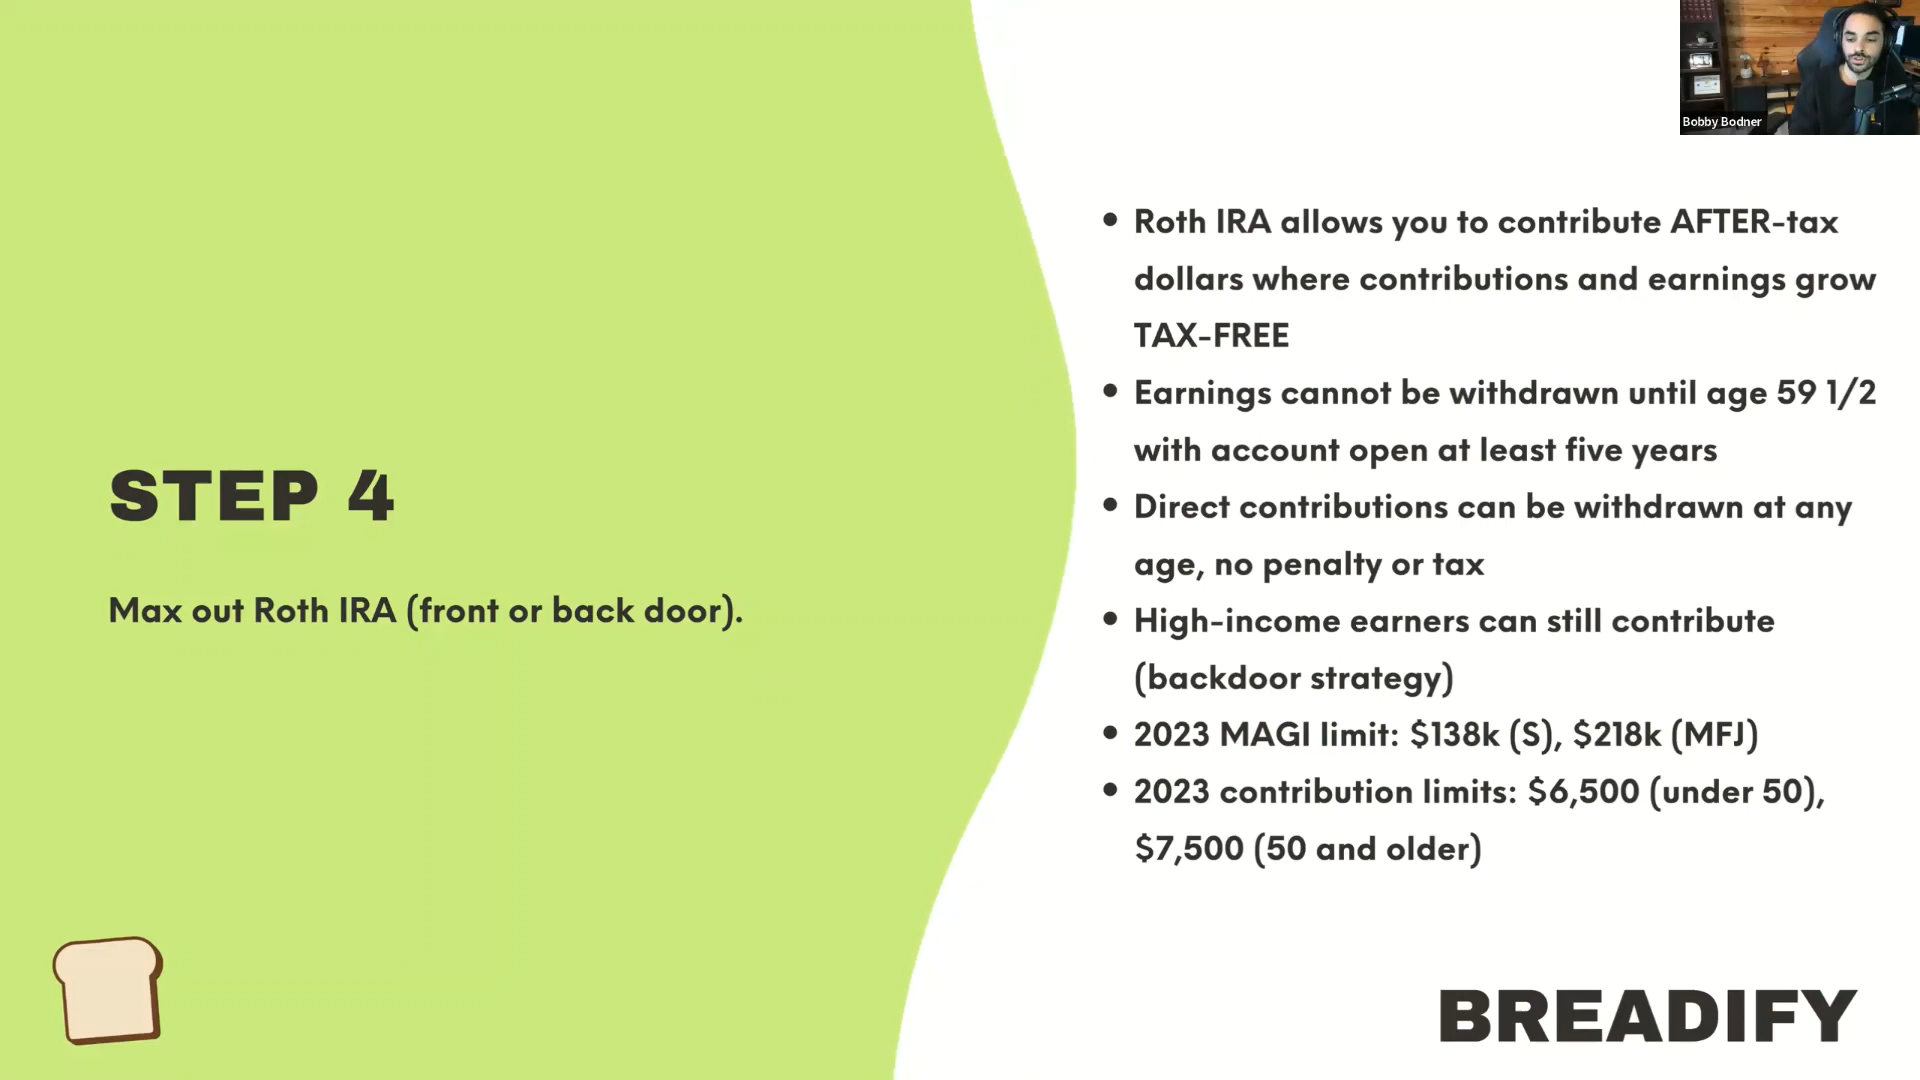 Bobby Bodner
STEP 4
Max out Roth IRA (front or back door).
• Roth IRA allows you to contribute AFTER-tax
dollars where contributions and earnings grow
TAX-FREE
• Earnings cannot be withdrawn until age 59 1/2
with account open at least five years
• Direct contributions can be withdrawn at any
age, no penalty or tax
• High-income earners can still contribute
(backdoor strategy)
• 2023 MAGI limit: $138k (S), $218k (MFJ)
• 2023 contribution limits: $6,500 (under 50),
$7,500 (50 and older)
BREADIFY